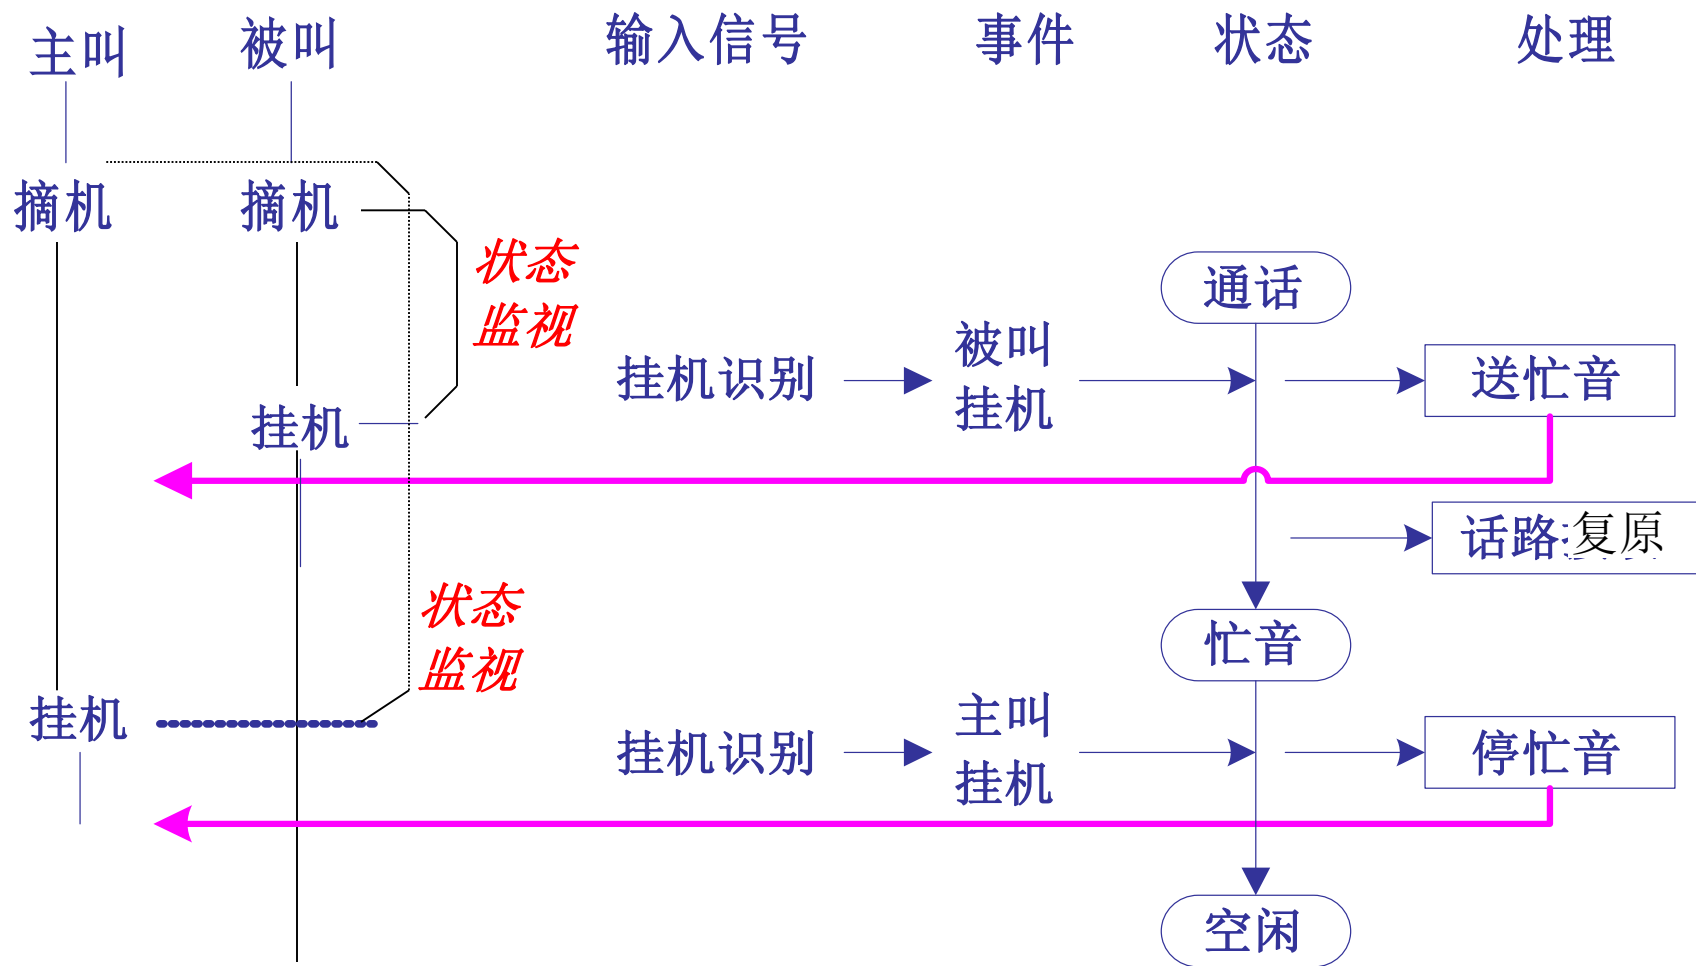 主叫 被叫 输入信号 事件 状态 处理
摘机 摘机
状态
监视
通话
被叫
挂机
挂机识别
送忙音
挂机
话路复原
状态
监视
忙音
挂机
挂机识别
主叫
挂机
停忙音
空闲